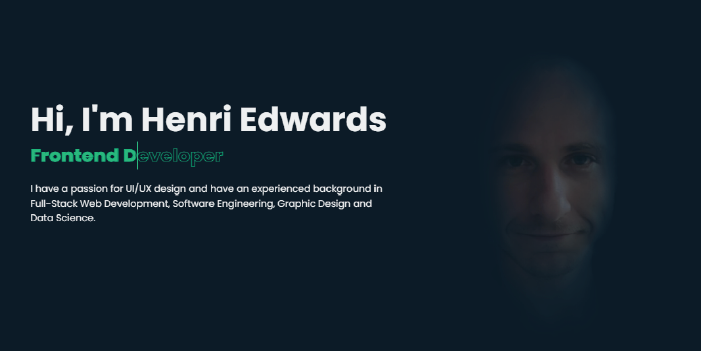 Hi, I'm Henri Edwards
Frontend Developer
I have a passion for UI/UX design and have an experienced background in
Full-Stack Web Development, Software Engineering, Graphic Design and
Data Science.